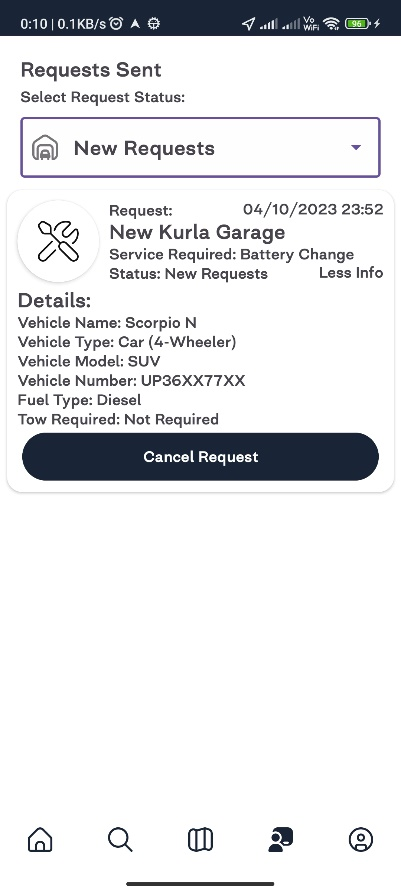 0:10 | 0.1KB/s
Vo
WiFi
96
Requests Sent
Select Request Status:
New Requests
Request:
04/10/2023 23:52
New Kurla Garage
Service Required: Battery Change
Status: New Requests
Less Info
Details:
Vehicle Name: Scorpio N
Vehicle Type: Car (4-Wheeler)
Vehicle Model: SUV
Vehicle Number: UP36XX77XX
Fuel Type: Diesel
Tow Required: Not Required
Cancel Request